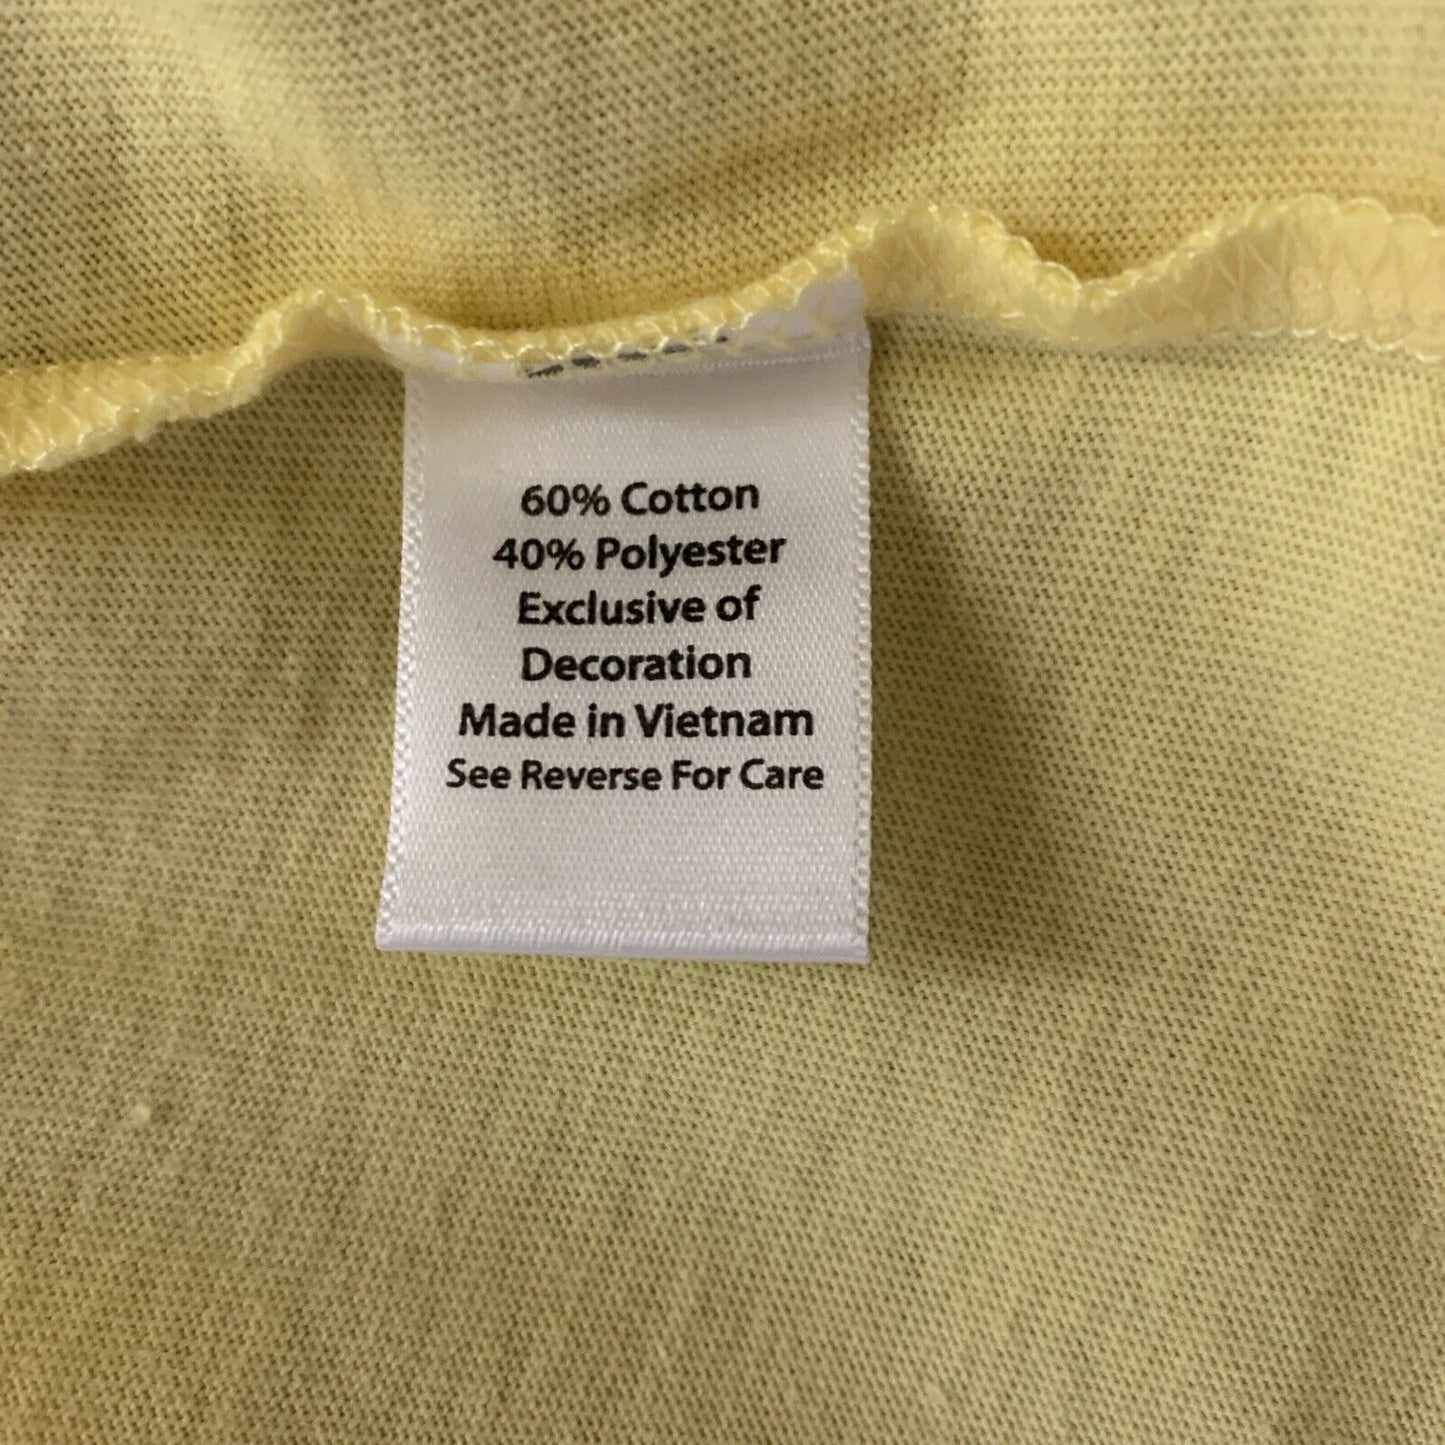 60% Cotton
40% Polyester
Exclusive of
Decoration
Made in Vietnam
See Reverse For Care